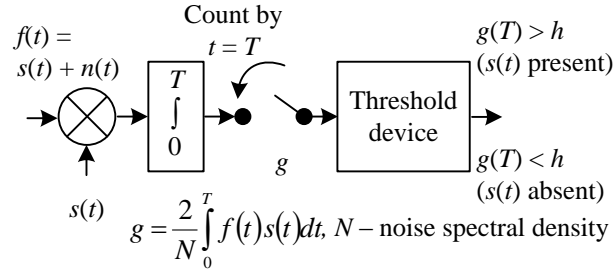 Count by
t = T
f(t) =
s(t) + n(t)
T
∫
0
s(t)
g
Threshold
device
g(T) > h
(s(t) present)
g(T) < h
(s(t) absent)
g = 2/N ∫₀ᵀ f(t)s(t)dt, N – noise spectral density